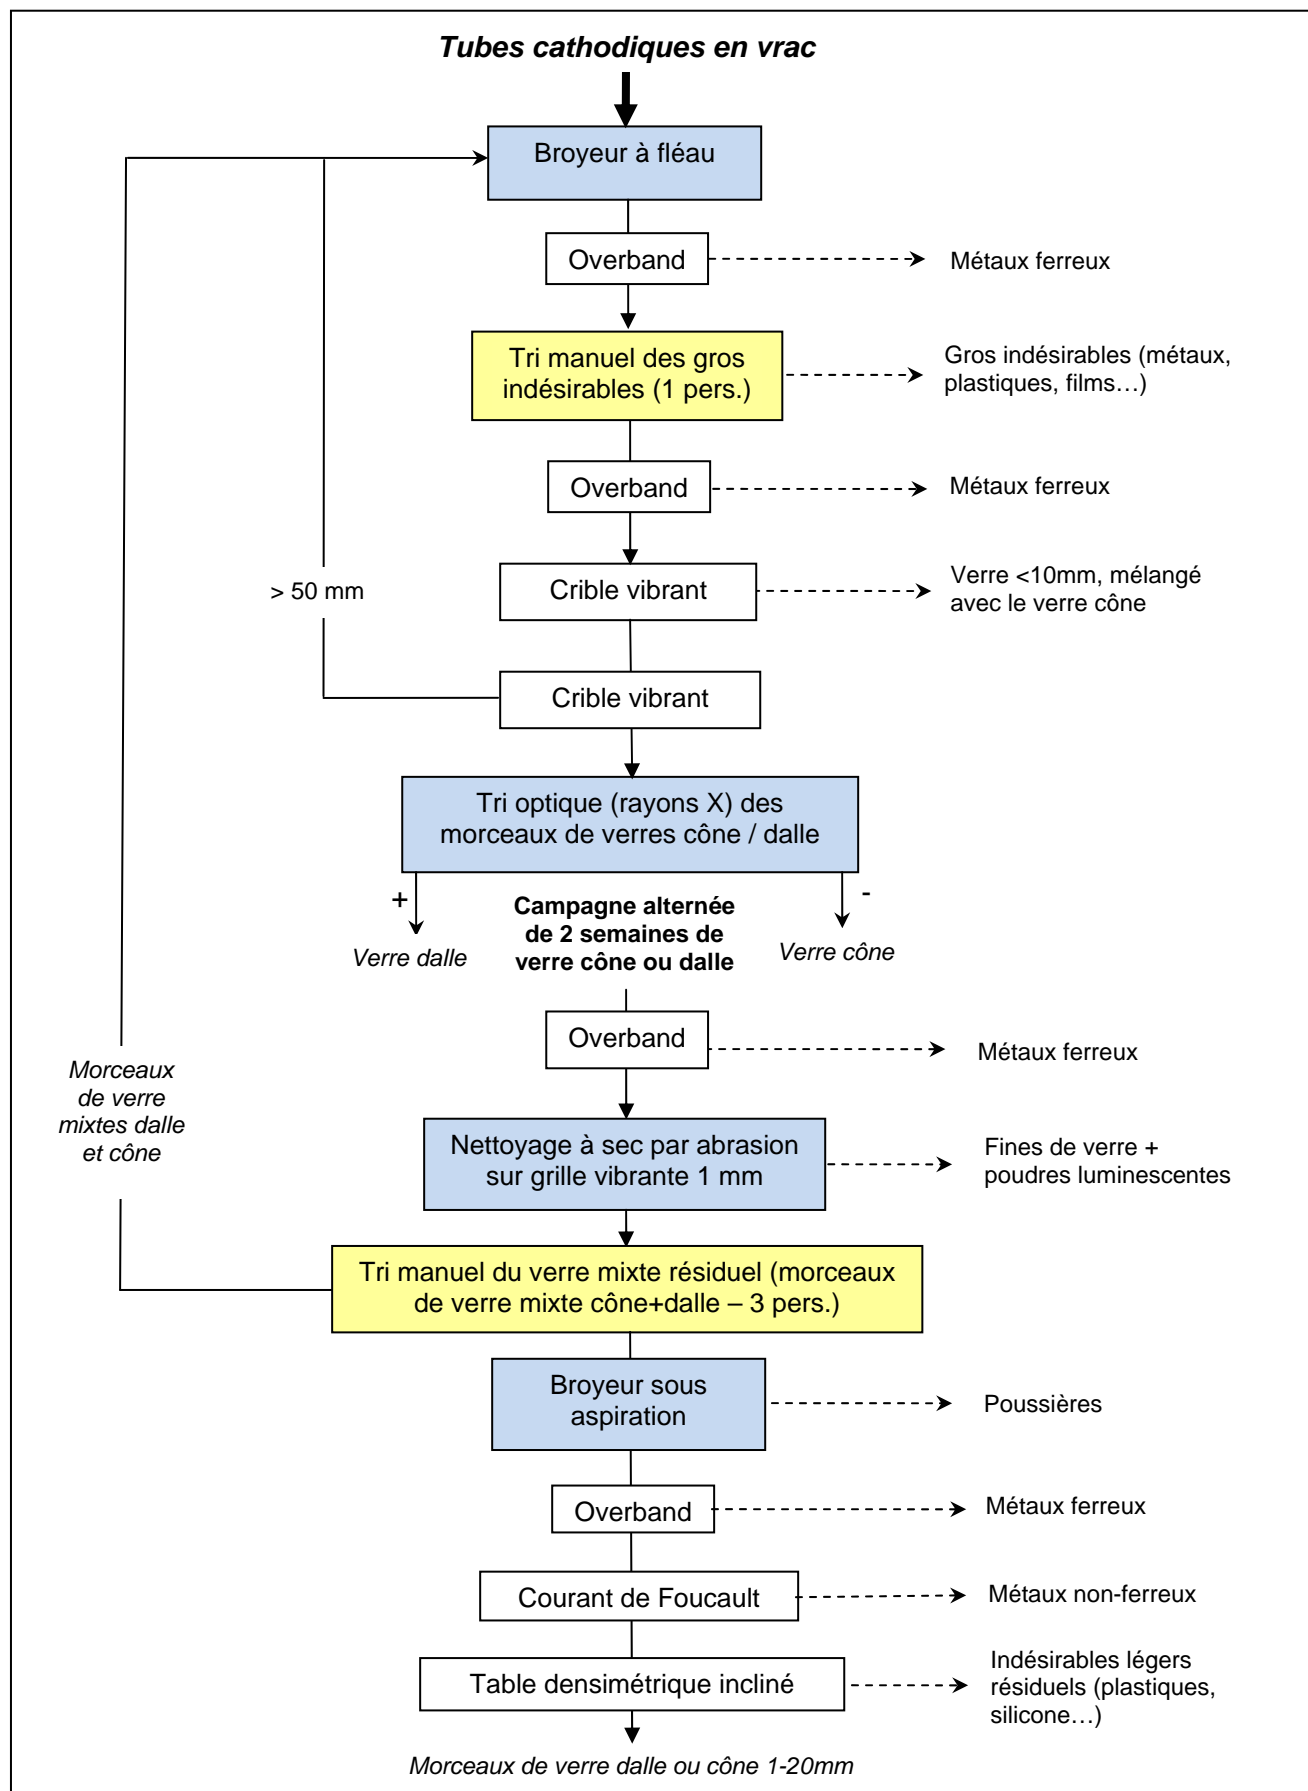 Tubes cathodiques en vrac
Broyeur à fléau
Overband
Métaux ferreux
Tri manuel des gros
indésirables (1 pers.)
Gros indésirables (métaux,
plastiques, films…)
Overband
Métaux ferreux
> 50 mm
Crible vibrant
Verre <10mm, mélangé
avec le verre cône
Crible vibrant
Tri optique (rayons X) des
morceaux de verres cône / dalle
+
-
Verre dalle
Campagne alternée
de 2 semaines de
verre cône ou dalle
Verre cône
Overband
Métaux ferreux
Morceaux
de verre
mixtes dalle
et cône
Nettoyage à sec par abrasion
sur grille vibrante 1 mm
Fines de verre +
poudres luminescentes
Tri manuel du verre mixte résiduel (morceaux
de verre mixte cône+dalle – 3 pers.)
Broyeur sous
aspiration
Poussières
Overband
Métaux ferreux
Courant de Foucault
Métaux non-ferreux
Table densimétrique incliné
Indésirables légers
résiduels (plastiques,
silicone…)
Morceaux de verre dalle ou cône 1-20mm